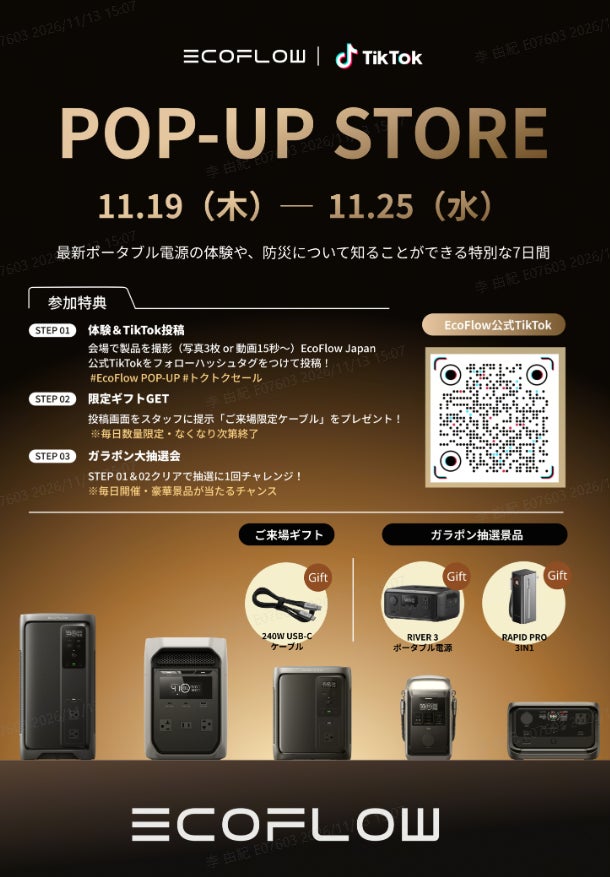 ECOFLOW | TikTok
POP-UP STORE
11.19（木）— 11.25（水）
最新ポータブル電源の体験や、防災について知ることができる特別な7日間
参加特典
EcoFlow公式TikTok
STEP 01 体験＆TikTok投稿
会場で製品を撮影（写真3枚 or 動画15秒〜）EcoFlow Japan
公式TikTokをフォローハッシュタグをつけて投稿！
#EcoFlow POP-UP #トクトクセール
STEP 02 限定ギフトGET
投稿画面をスタッフに提示「ご来場限定ケーブル」をプレゼント！
※毎日数量限定・なくなり次第終了
STEP 03 ガラポン大抽選会
STEP 01＆02クリアで抽選に1回チャレンジ！
※毎日開催・豪華景品が当たるチャンス
ご来場ギフト
ガラポン抽選景品
Gift
Gift
Gift
240W USB-C
ケーブル
RIVER 3
ポータブル電源
RAPID PRO
3IN1
ECOFLOW
李 由紀 E07603 2026/11/13 15:07